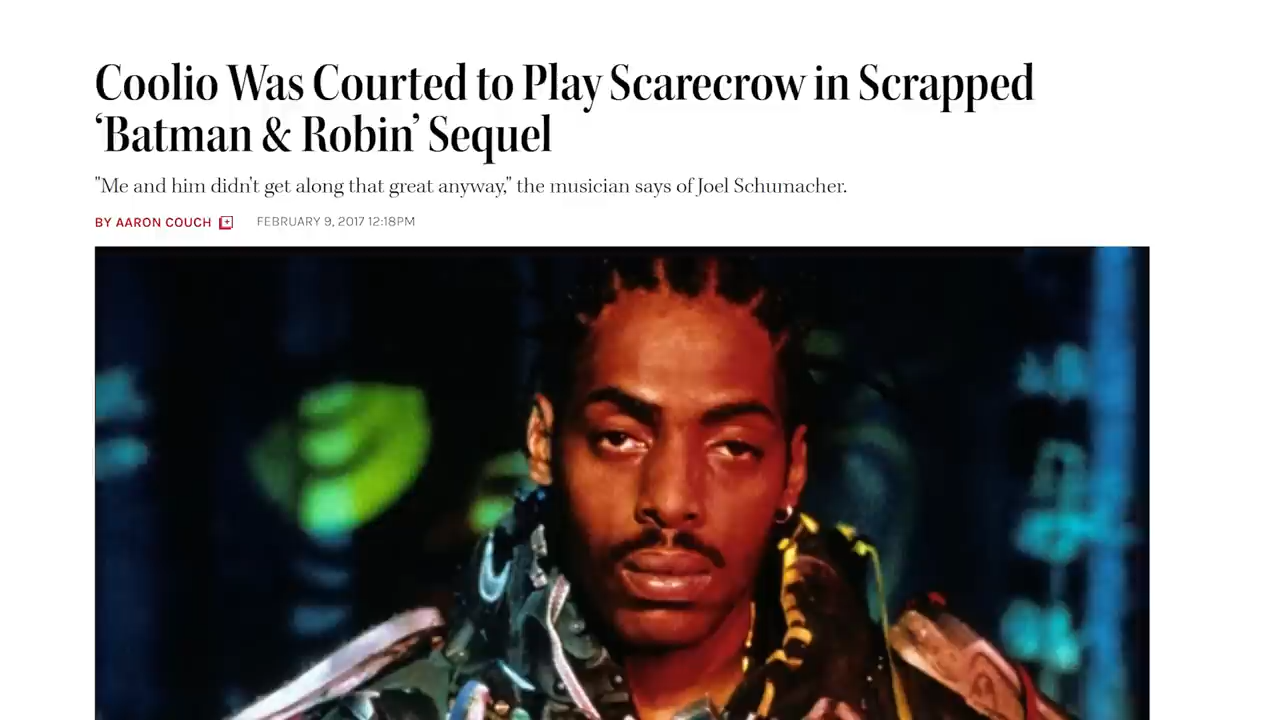 Coolio Was Courted to Play Scarecrow in Scrapped
‘Batman & Robin’ Sequel
"Me and him didn't get along that great anyway," the musician says of Joel Schumacher.
BY AARON COUCH FEBRUARY 9, 2017 12:18PM